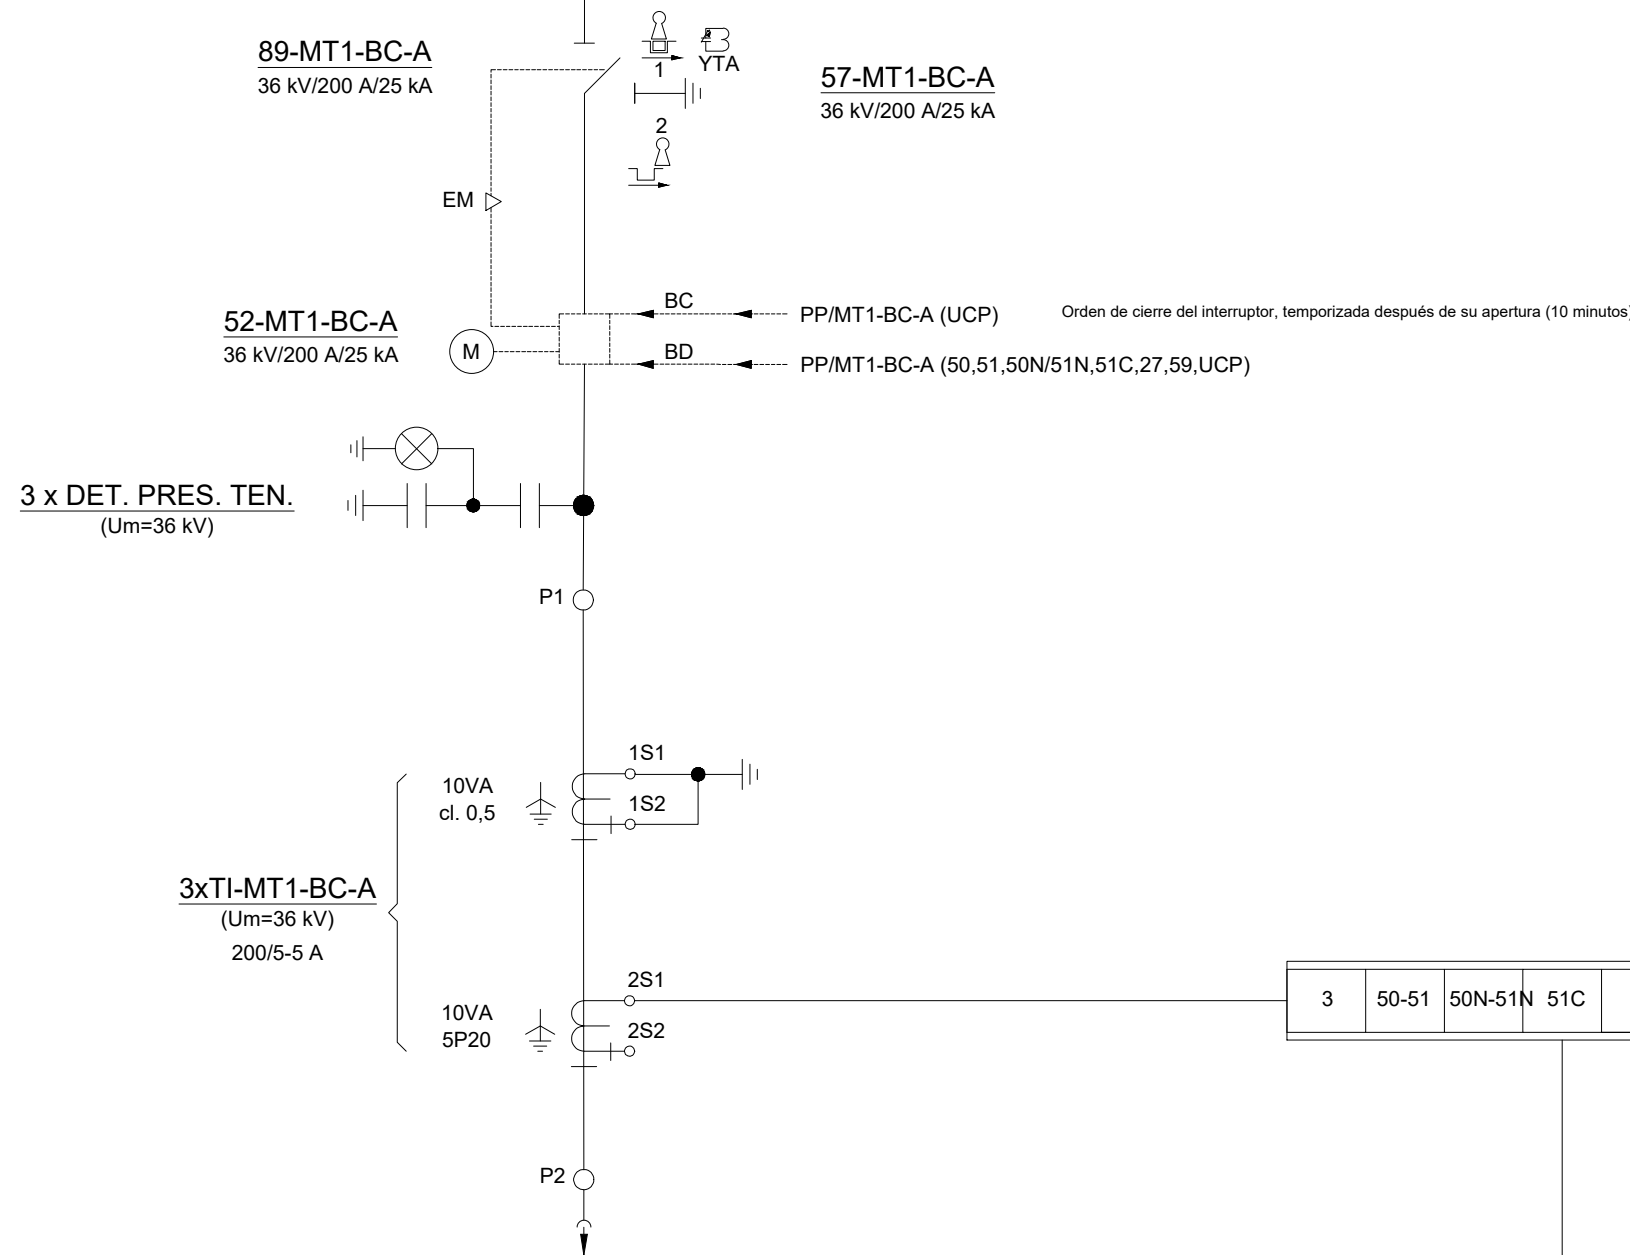 89-MT1-BC-A
36 kV/200 A/25 kA
1
YTA
57-MT1-BC-A
36 kV/200 A/25 kA
2
EM
52-MT1-BC-A
36 kV/200 A/25 kA
M
BC
PP/MT1-BC-A (UCP)
Orden de cierre del interruptor, temporizada después de su apertura (10 minutos)
BD
PP/MT1-BC-A (50,51,50N/51N,51C,27,59,UCP)
3 x DET. PRES. TEN.
(Um=36 kV)
P1
1S1
10VA
cl. 0,5
1S2
3xTI-MT1-BC-A
(Um=36 kV)
200/5-5 A
2S1
10VA
5P20
2S2
3
50-51
50N-51N
51C
P2